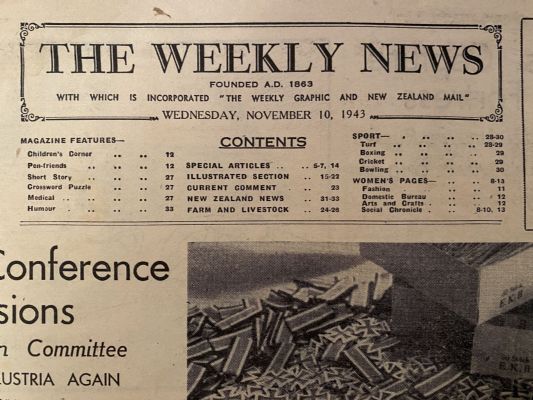 THE WEEKLY NEWS
FOUNDED A.D. 1863
WITH WHICH IS INCORPORATED "THE WEEKLY GRAPHIC AND NEW ZEALAND MAIL"
WEDNESDAY, NOVEMBER 10, 1943
MAGAZINE FEATURES—
Children's Corner .. .. 12
Pen-friends .. .. .. 12
Short Story .. .. .. 27
Crossword Puzzle .. .. 27
Medical .. .. .. .. 27
Humour .. .. .. .. 33
CONTENTS
SPECIAL ARTICLES .. .. 5-7, 14
ILLUSTRATED SECTION .. 15-22
CURRENT COMMENT .. .. 23
NEW ZEALAND NEWS .. 31-33
FARM AND LIVESTOCK .. 24-26
SPORT— .. .. .. .. 28-30
Turf .. .. .. .. 28-29
Boxing .. .. .. .. 29
Cricket .. .. .. .. 29
Bowling .. .. .. .. 30
WOMEN'S PAGES— .. .. 8-13
Fashion .. .. .. .. 11
Domestic Bureau .. .. 12
Arts and Crafts .. .. 12
Social Chronicle .. .. 8-10, 13
Conference
sions
n Committee
USTRIA AGAIN
E.K.II
E.K.II